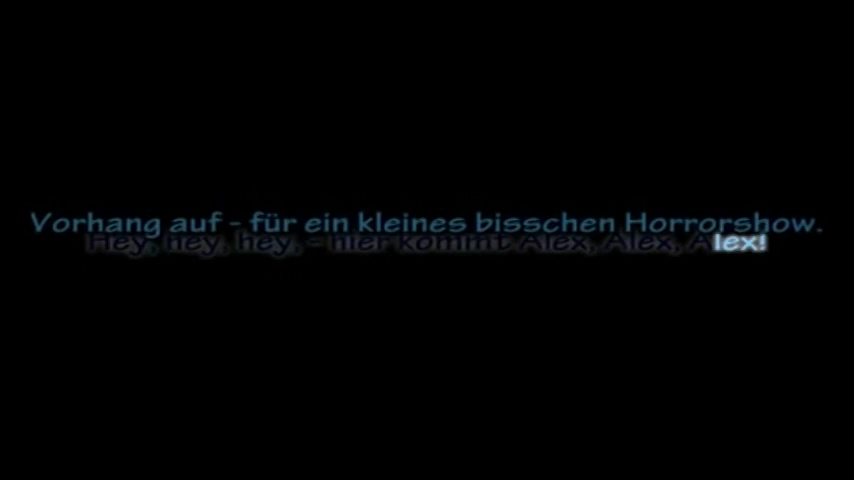 Vorhang auf - für ein kleines bisschen Horrorshow.
Hey, hey, hey, - hier kommt Alex, Alex, Alex!